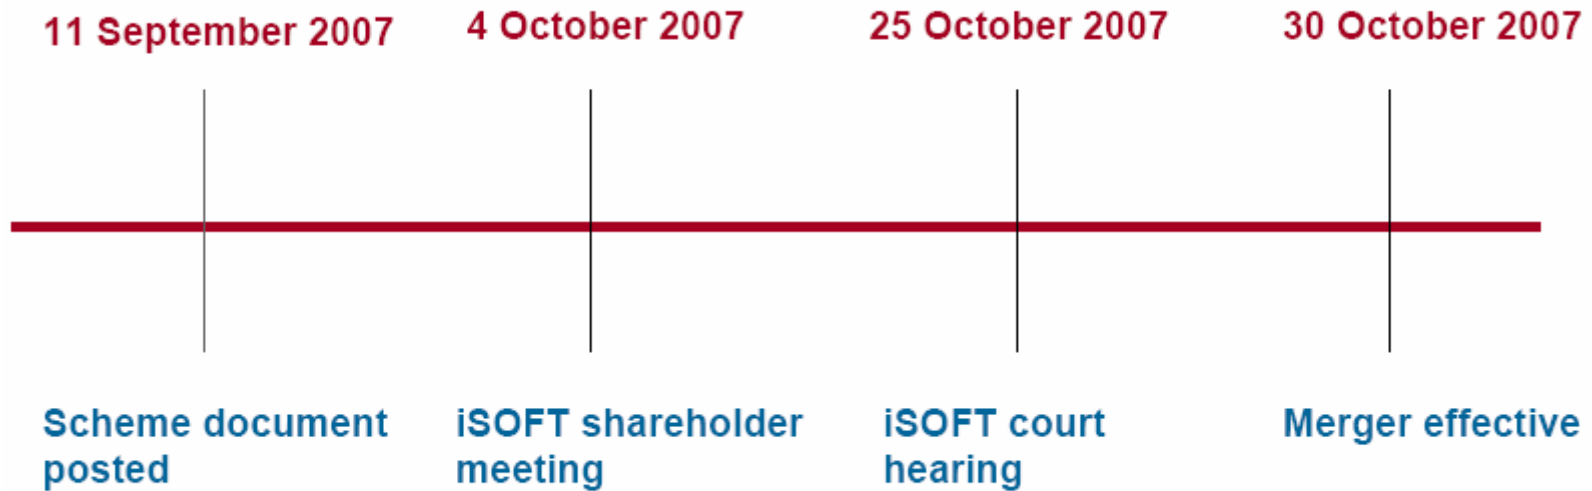 11 September 2007
4 October 2007
25 October 2007
30 October 2007
Scheme document
posted
iSOFT shareholder
meeting
iSOFT court
hearing
Merger effective